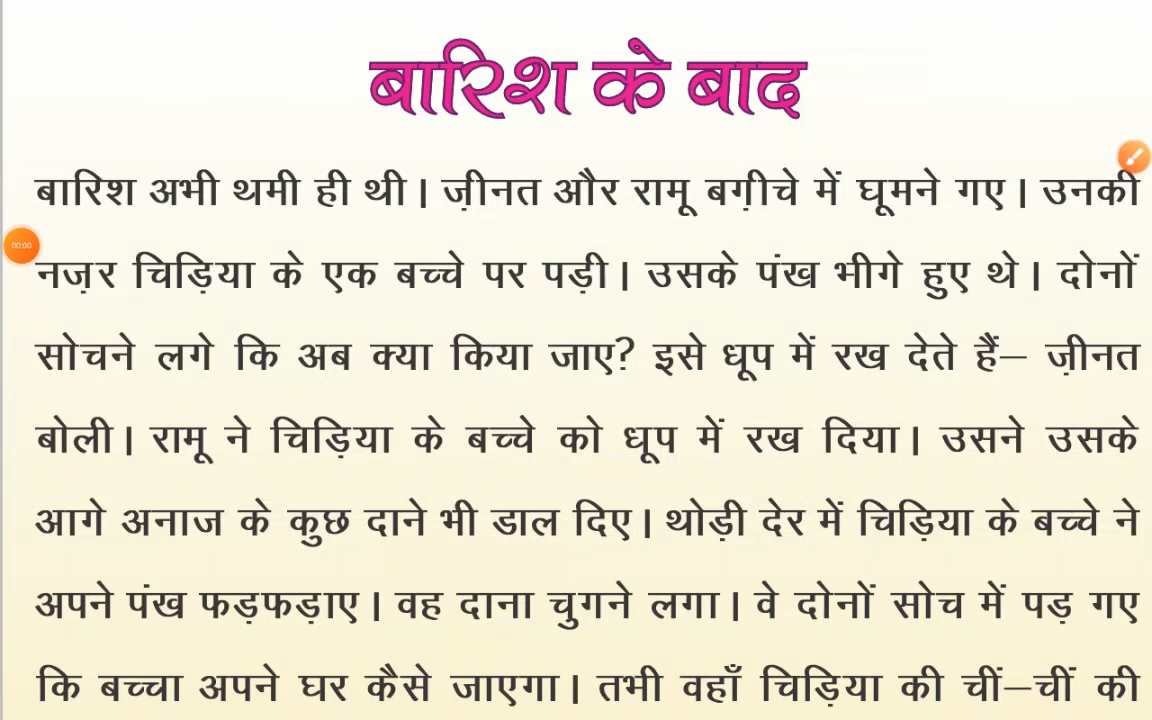 बारिश के बाद
बारिश अभी थमी ही थी। ज़ीनत और रामू बग़ीचे में घूमने गए। उनकी
00:00
नज़र चिड़िया के एक बच्चे पर पड़ी। उसके पंख भीगे हुए थे। दोनों
सोचने लगे कि अब क्या किया जाए? इसे धूप में रख देते हैं– ज़ीनत
बोली। रामू ने चिड़िया के बच्चे को धूप में रख दिया। उसने उसके
आगे अनाज के कुछ दाने भी डाल दिए। थोड़ी देर में चिड़िया के बच्चे ने
अपने पंख फड़फड़ाए। वह दाना चुगने लगा। वे दोनों सोच में पड़ गए
कि बच्चा अपने घर कैसे जाएगा। तभी वहाँ चिड़िया की चीं–चीं की